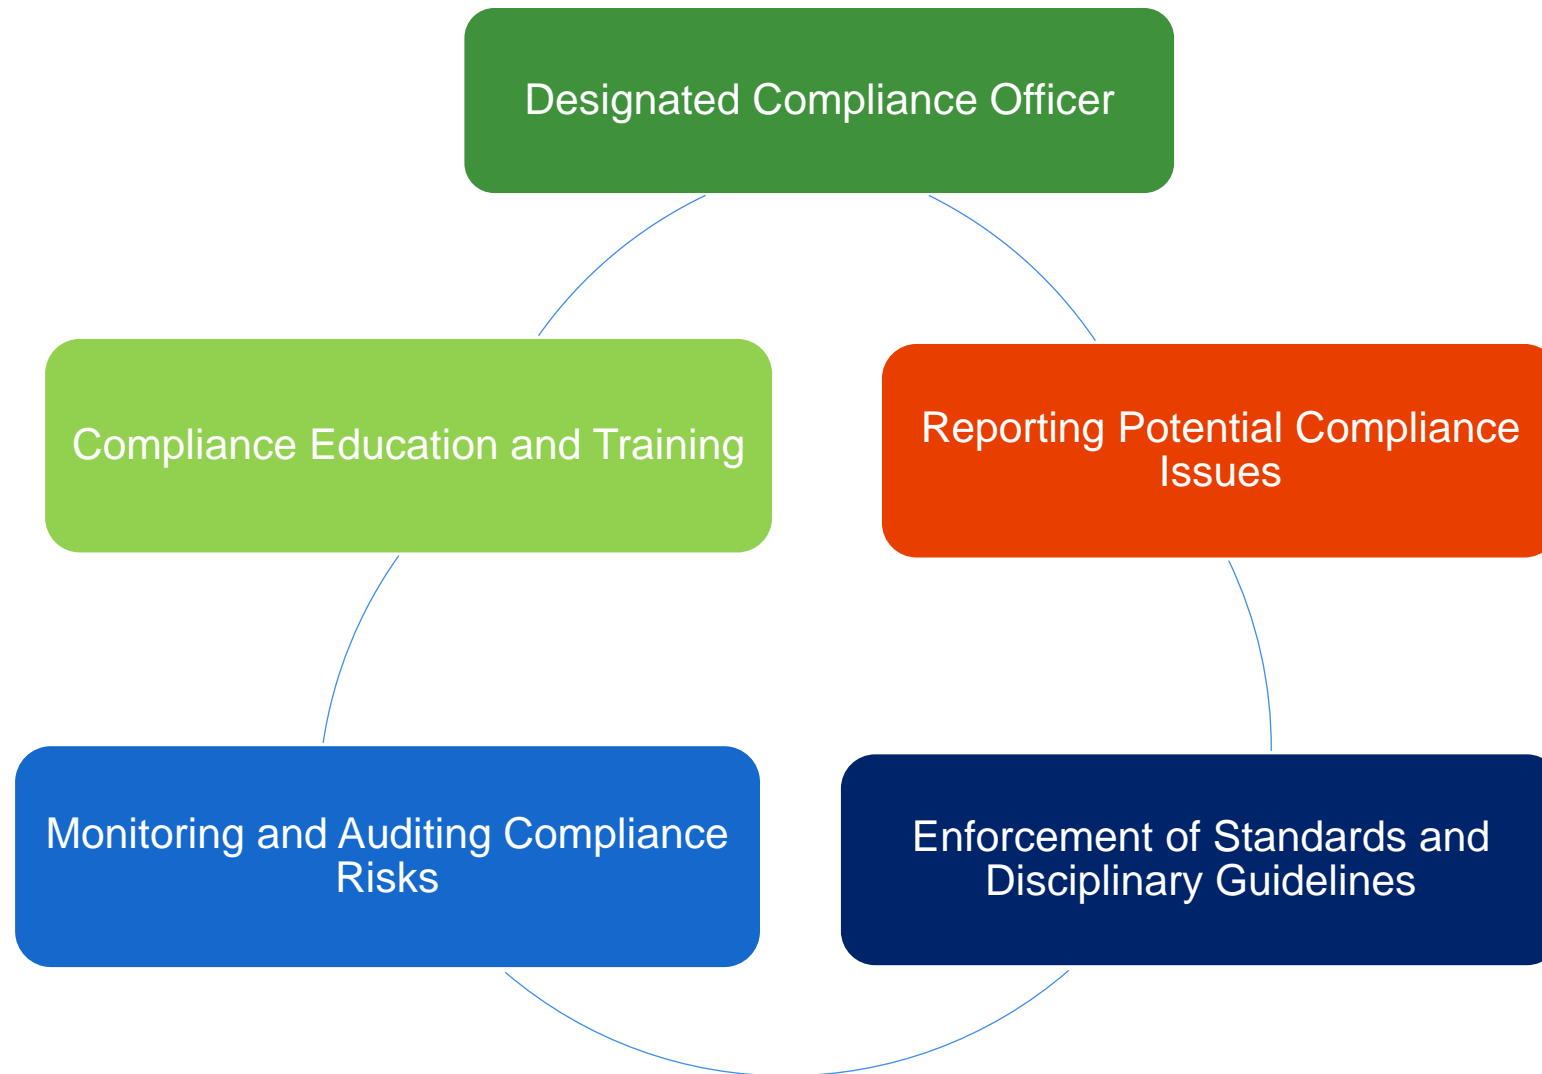 Designated Compliance Officer
Compliance Education and Training
Reporting Potential Compliance
Issues
Monitoring and Auditing Compliance
Risks
Enforcement of Standards and
Disciplinary Guidelines